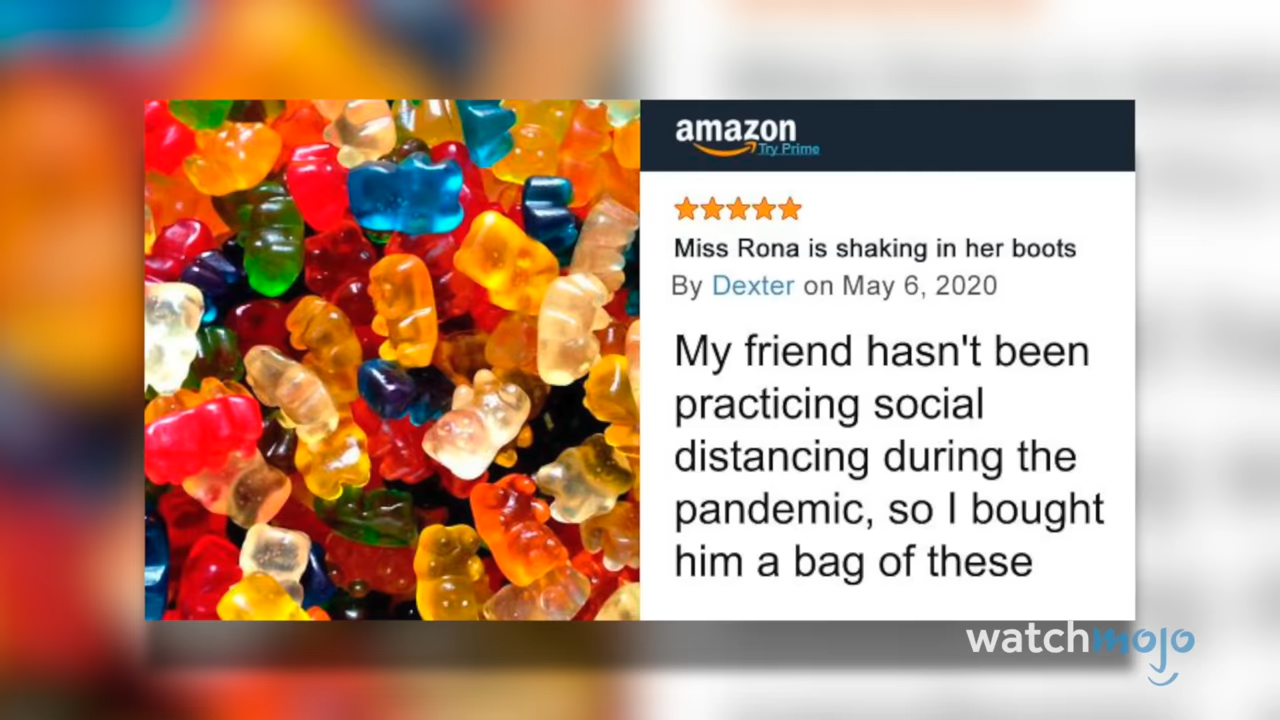 amazon
Try Prime
Miss Rona is shaking in her boots
By Dexter on May 6, 2020
My friend hasn't been
practicing social
distancing during the
pandemic, so I bought
him a bag of these
watchmojo